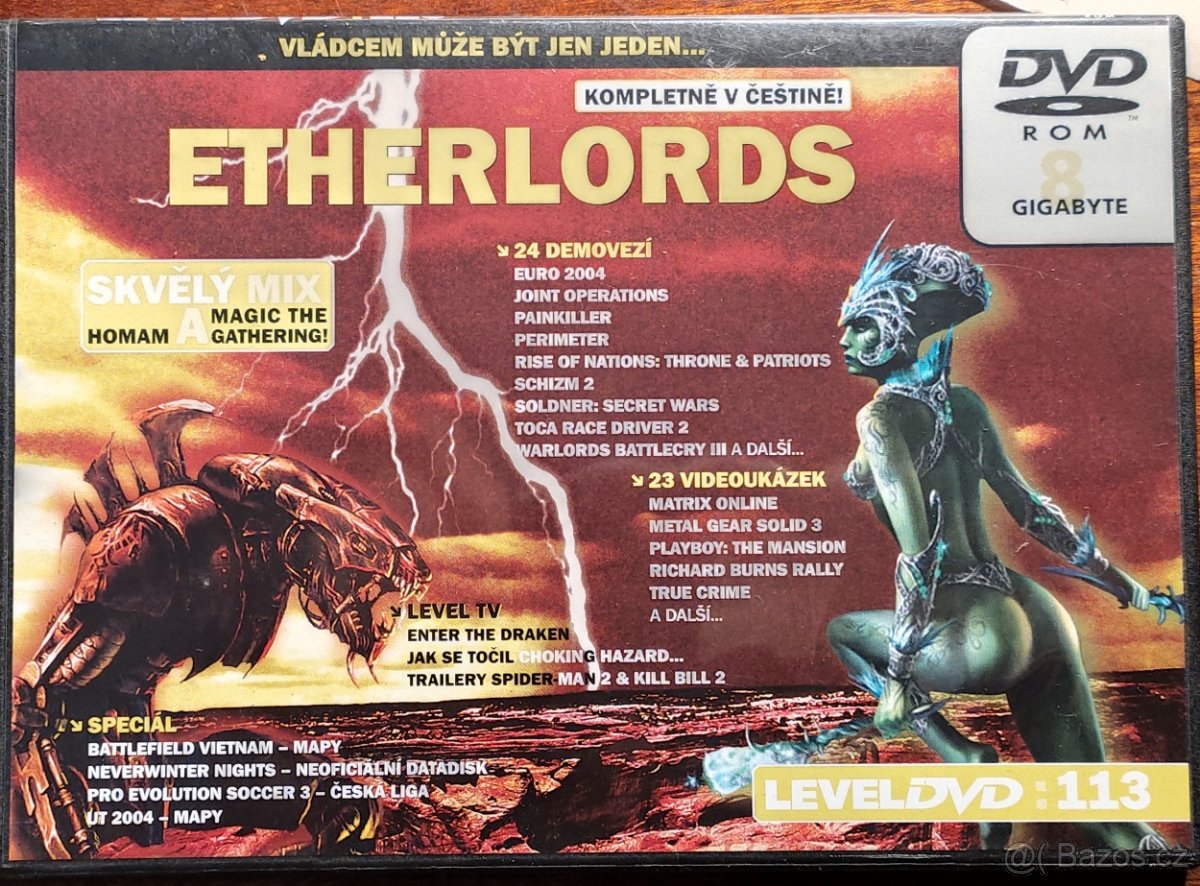 VLÁDCEM MŮŽE BÝT JEN JEDEN...
KOMPLETNĚ V ČEŠTINĚ!
ETHERLORDS
DVD
™
ROM
8
GIGABYTE
SKVĚLÝ MIX
HOMAM A MAGIC THE
GATHERING!
24 DEMOVEZÍ
EURO 2004
JOINT OPERATIONS
PAINKILLER
PERIMETER
RISE OF NATIONS: THRONE & PATRIOTS
SCHIZM 2
SOLDNER: SECRET WARS
TOCA RACE DRIVER 2
WARLORDS BATTLECRY III A DALŠÍ...
23 VIDEOUKÁZEK
MATRIX ONLINE
METAL GEAR SOLID 3
PLAYBOY: THE MANSION
RICHARD BURNS RALLY
TRUE CRIME
A DALŠÍ...
LEVEL TV
ENTER THE DRAKEN
JAK SE TOČIL CHOKING HAZARD...
TRAILERY SPIDER-MAN 2 & KILL BILL 2
SPECIÁL
BATTLEFIELD VIETNAM – MAPY
NEVERWINTER NIGHTS – NEOFICIÁLNÍ DATADISK
PRO EVOLUTION SOCCER 3 – ČESKÁ LIGA
UT 2004 – MAPY
LEVELDVD:113
@( Bazos.cz